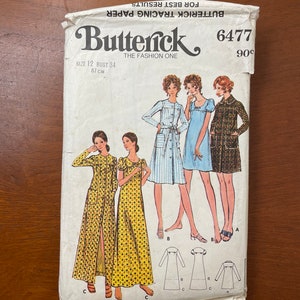 BUTTERICK TRACING PAPER
FOR BEST RESULTS
Butterick
THE FASHION ONE
6477
90¢
SIZE 12 BUST 34
87cm
B
A
C